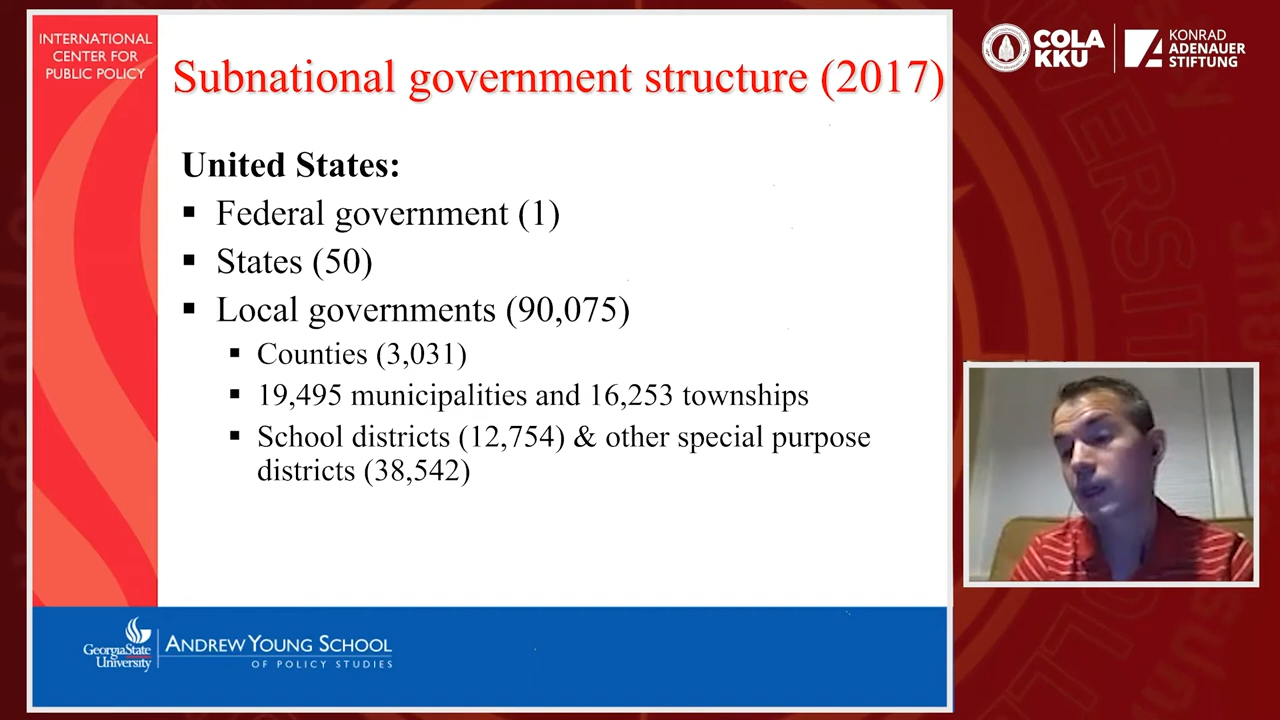 INTERNATIONAL
CENTER FOR
PUBLIC POLICY
Subnational government structure (2017)
United States:
▪ Federal government (1)
▪ States (50)
▪ Local governments (90,075)
▪ Counties (3,031)
▪ 19,495 municipalities and 16,253 townships
▪ School districts (12,754) & other special purpose
districts (38,542)
GeorgiaState
University
ANDREW YOUNG SCHOOL
OF POLICY STUDIES
COLA
KKU
KONRAD
ADENAUER
STIFTUNG